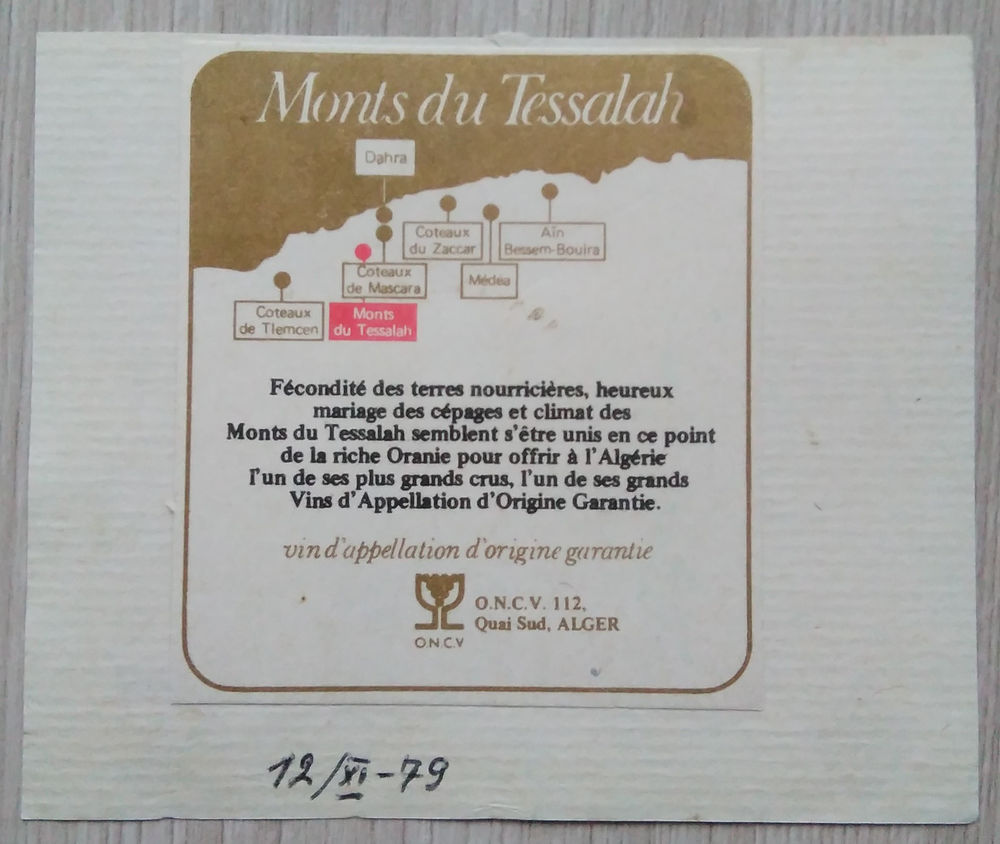 Monts du Tessalah
Dahra
Coteaux
du Zaccar
Aïn
Bessem-Bouira
Coteaux
de Mascara
Médéa
Coteaux
de Tlemcen
Monts
du Tessalah
Fécondité des terres nourricières, heureux
mariage des cépages et climat des
Monts du Tessalah semblent s'être unis en ce point
de la riche Oranie pour offrir à l'Algérie
l'un de ses plus grands crus, l'un de ses grands
Vins d'Appellation d'Origine Garantie.
vin d'appellation d'origine garantie
O.N.C.V. 112,
Quai Sud, ALGER
O.N.C.V
12/XI-79